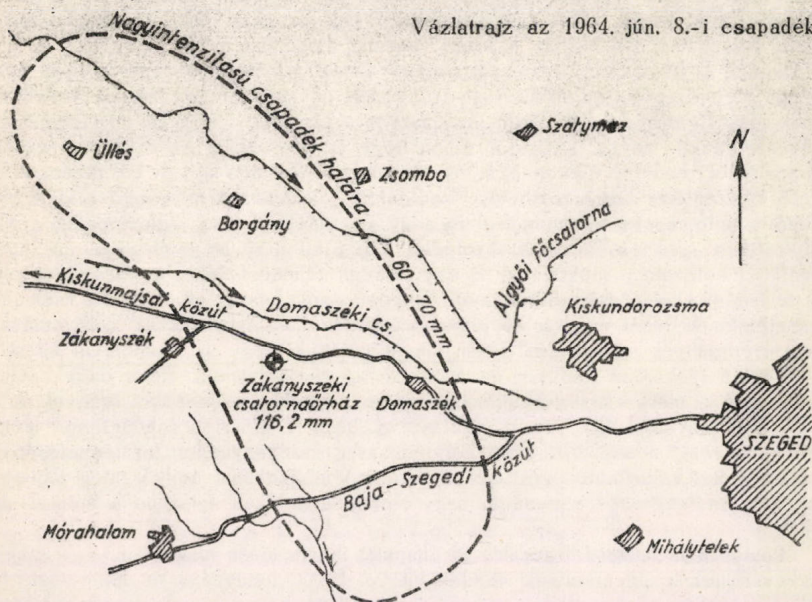 Vázlatrajz az 1964. jún. 8.-i csapadék
Nagyintenzitású csapadék határa > 60-70 mm
Szatymaz
N
Üllés
Zsombo
Borgány
Algyői Főcsatorna
Kiskunmajsai közút
Domaszéki cs.
Kiskundorozsma
Zákányszék
Zákányszéki
csatornaőrház
116,2 mm
Domaszék
SZEGED
Baja-Szegedi közút
Mórahalom
Mihálytelek